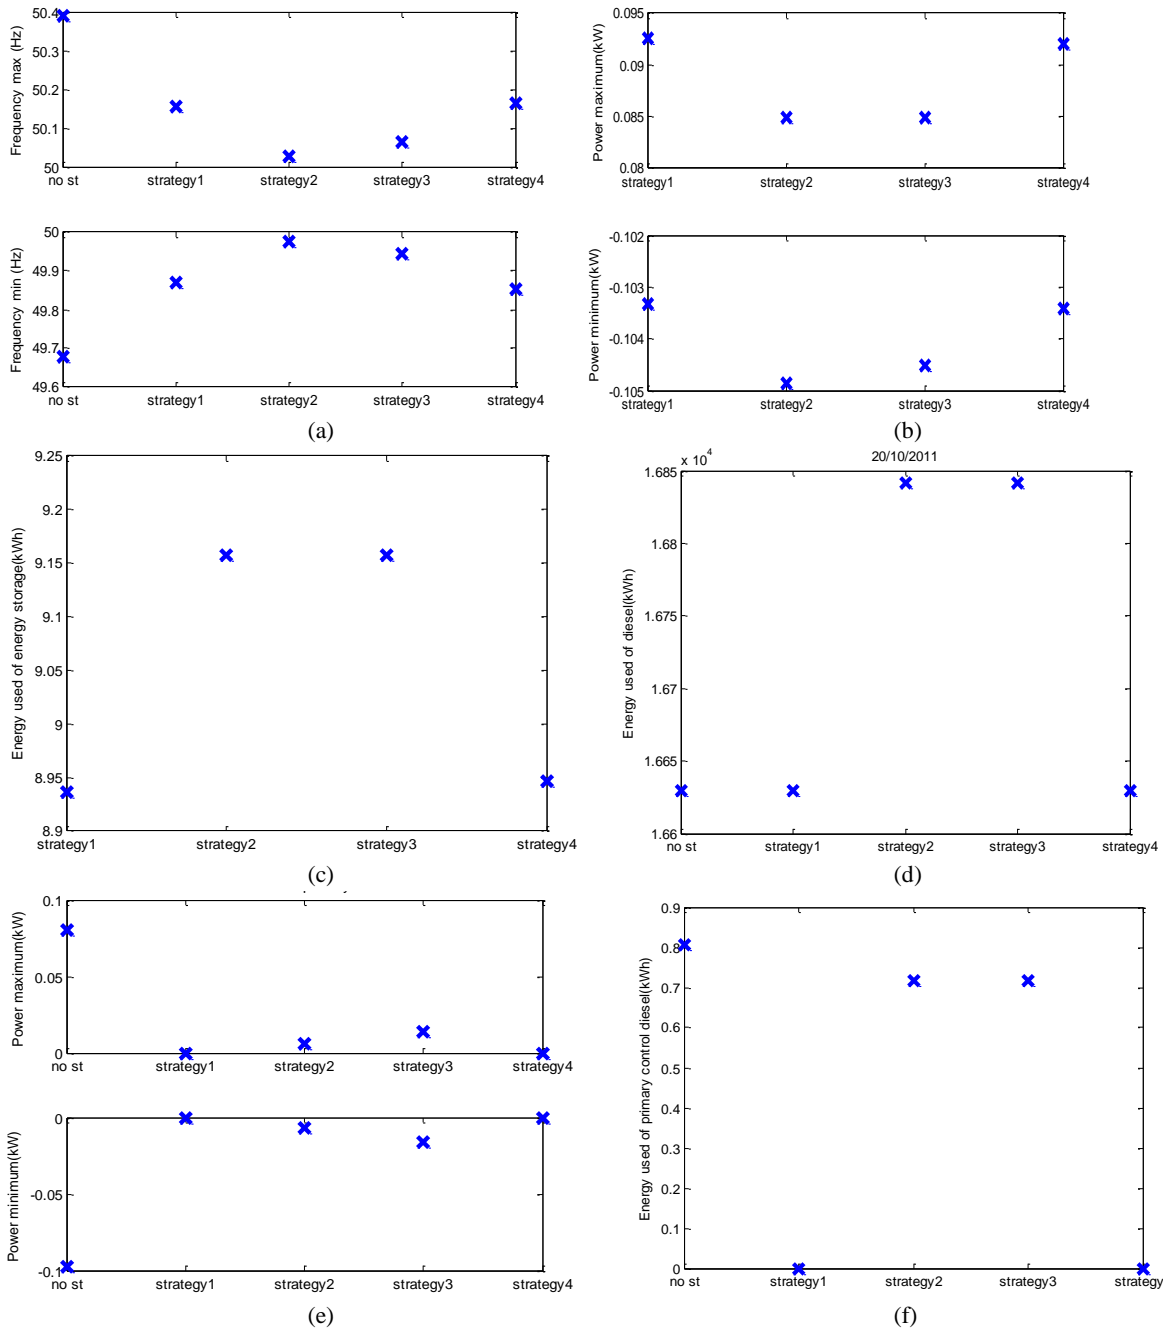 50.4
50.3
50.2
50.1
50
Frequency max (Hz)
no st strategy1 strategy2 strategy3 strategy4
50
49.9
49.8
49.7
49.6
Frequency min (Hz)
no st strategy1 strategy2 strategy3 strategy4
(a)
0.095
0.09
0.085
0.08
Power maximum(kW)
strategy1 strategy2 strategy3 strategy4
-0.102
-0.103
-0.104
-0.105
Power minimum(kW)
strategy1 strategy2 strategy3 strategy4
(b)
9.25
9.2
9.15
9.1
9.05
9
8.95
8.9
Energy used of energy storage(kWh)
strategy1 strategy2 strategy3 strategy4
(c)
x 10^4
20/10/2011
1.685
1.68
1.675
1.67
1.665
1.66
Energy used of diesel(kWh)
no st strategy1 strategy2 strategy3 strategy4
(d)
0.1
0.05
0
Power maximum(kW)
no st strategy1 strategy2 strategy3 strategy4
0
-0.05
-0.1
Power minimum(kW)
no st strategy1 strategy2 strategy3 strategy4
(e)
0.9
0.8
0.7
0.6
0.5
0.4
0.3
0.2
0.1
0
Energy used of primary control diesel(kWh)
no st strategy1 strategy2 strategy3 strategy
(f)